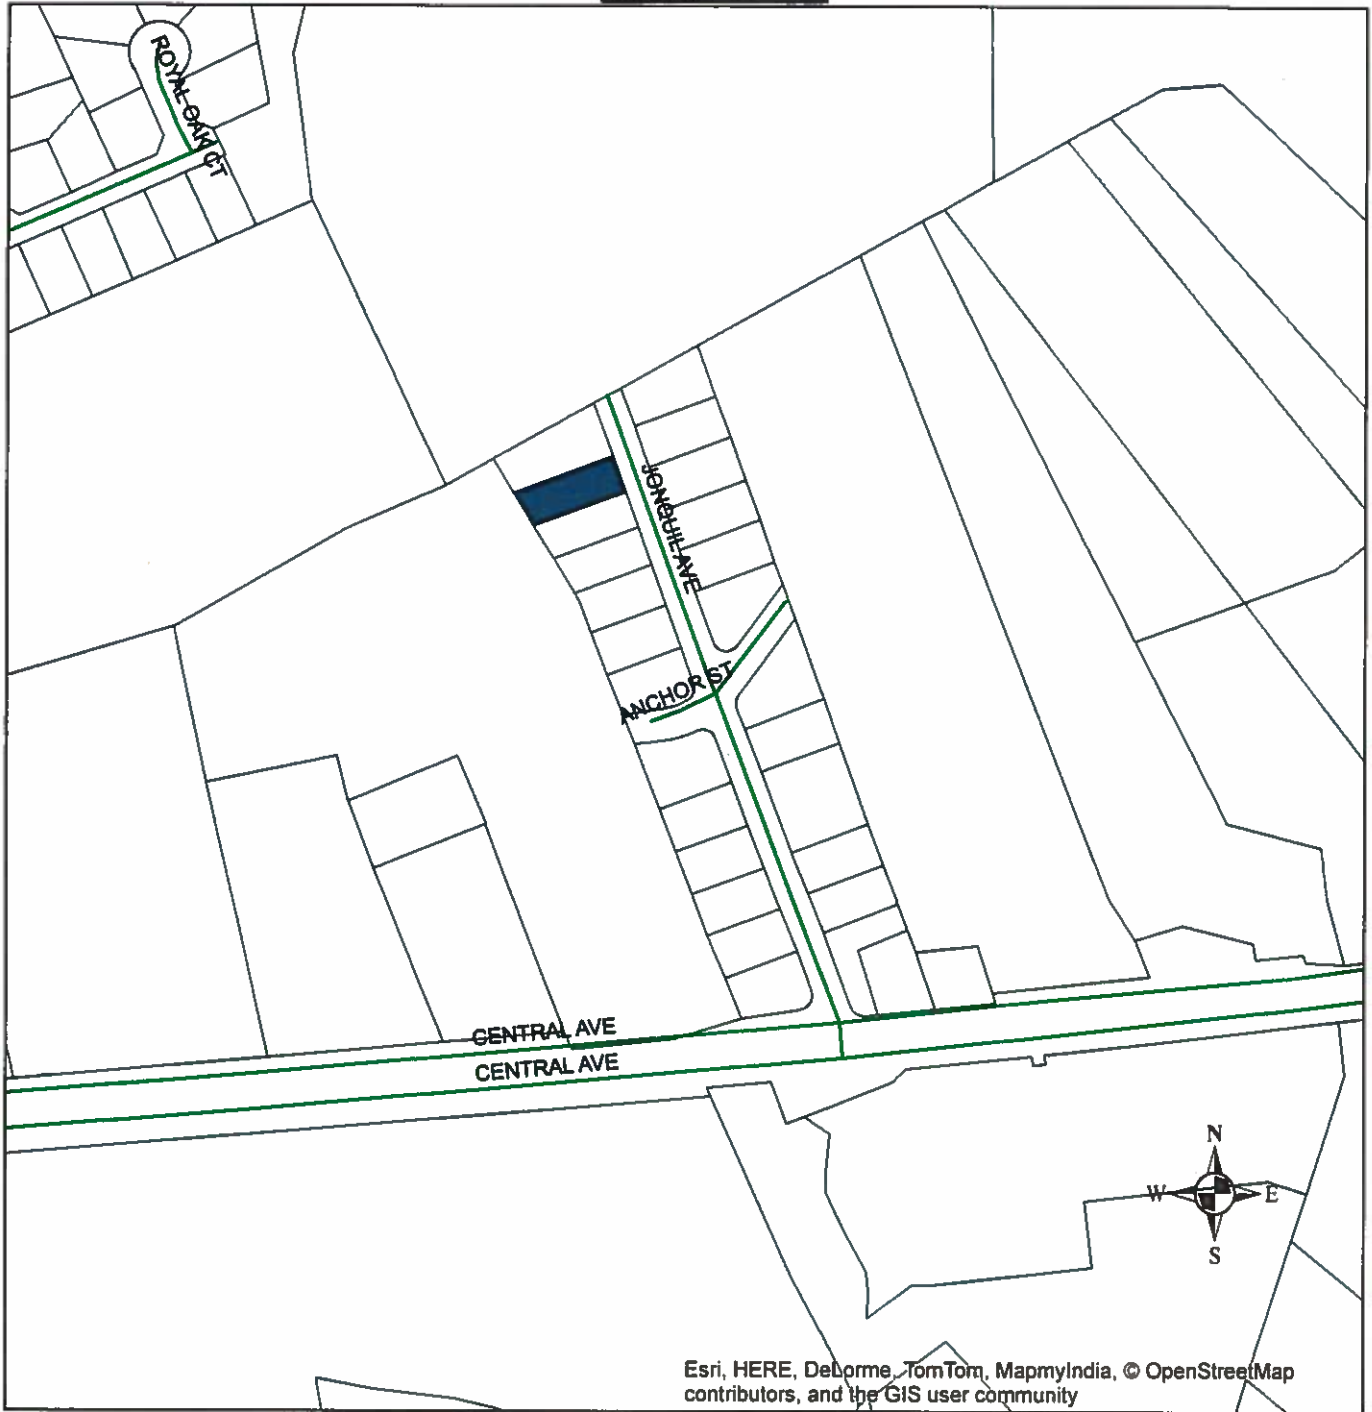 ROYAL OAK CT
JONQUIL AVE
ANCHOR ST
CENTRAL AVE
CENTRAL AVE
N
W E
S
Esri, HERE, DeLorme, TomTom, MapmyIndia, © OpenStreetMap
contributors, and the GIS user community